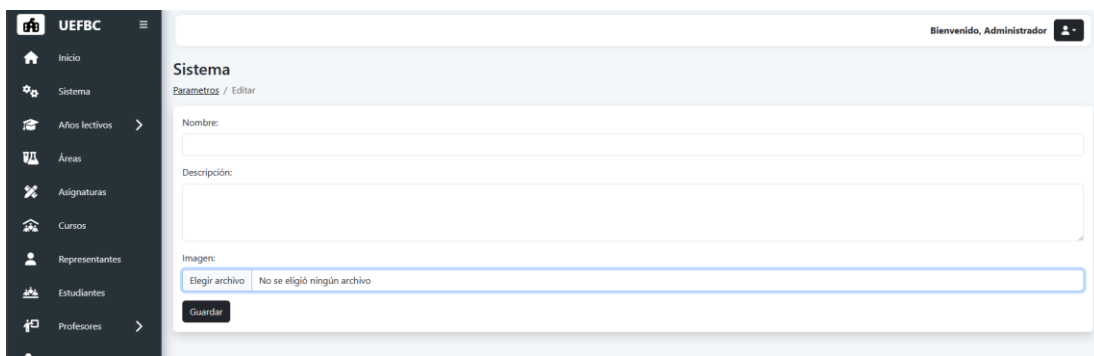 UEFBC
Bienvenido, Administrador
Inicio
Sistema
Años lectivos
Áreas
Asignaturas
Cursos
Representantes
Estudiantes
Profesores
Sistema
Parametros / Editar
Nombre:
Descripción:
Imagen:
Elegir archivo No se eligió ningún archivo
Guardar